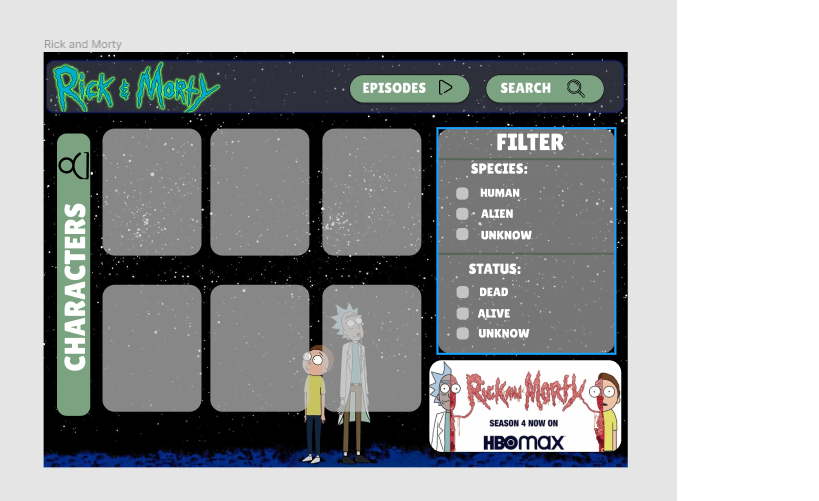 Rick and Morty
Rick & Morty
EPISODES
SEARCH
CHARACTERS
FILTER
SPECIES:
HUMAN
ALIEN
UNKNOW
STATUS:
DEAD
ALIVE
UNKNOW
Rick and Morty
SEASON 4 NOW ON
HBOmax